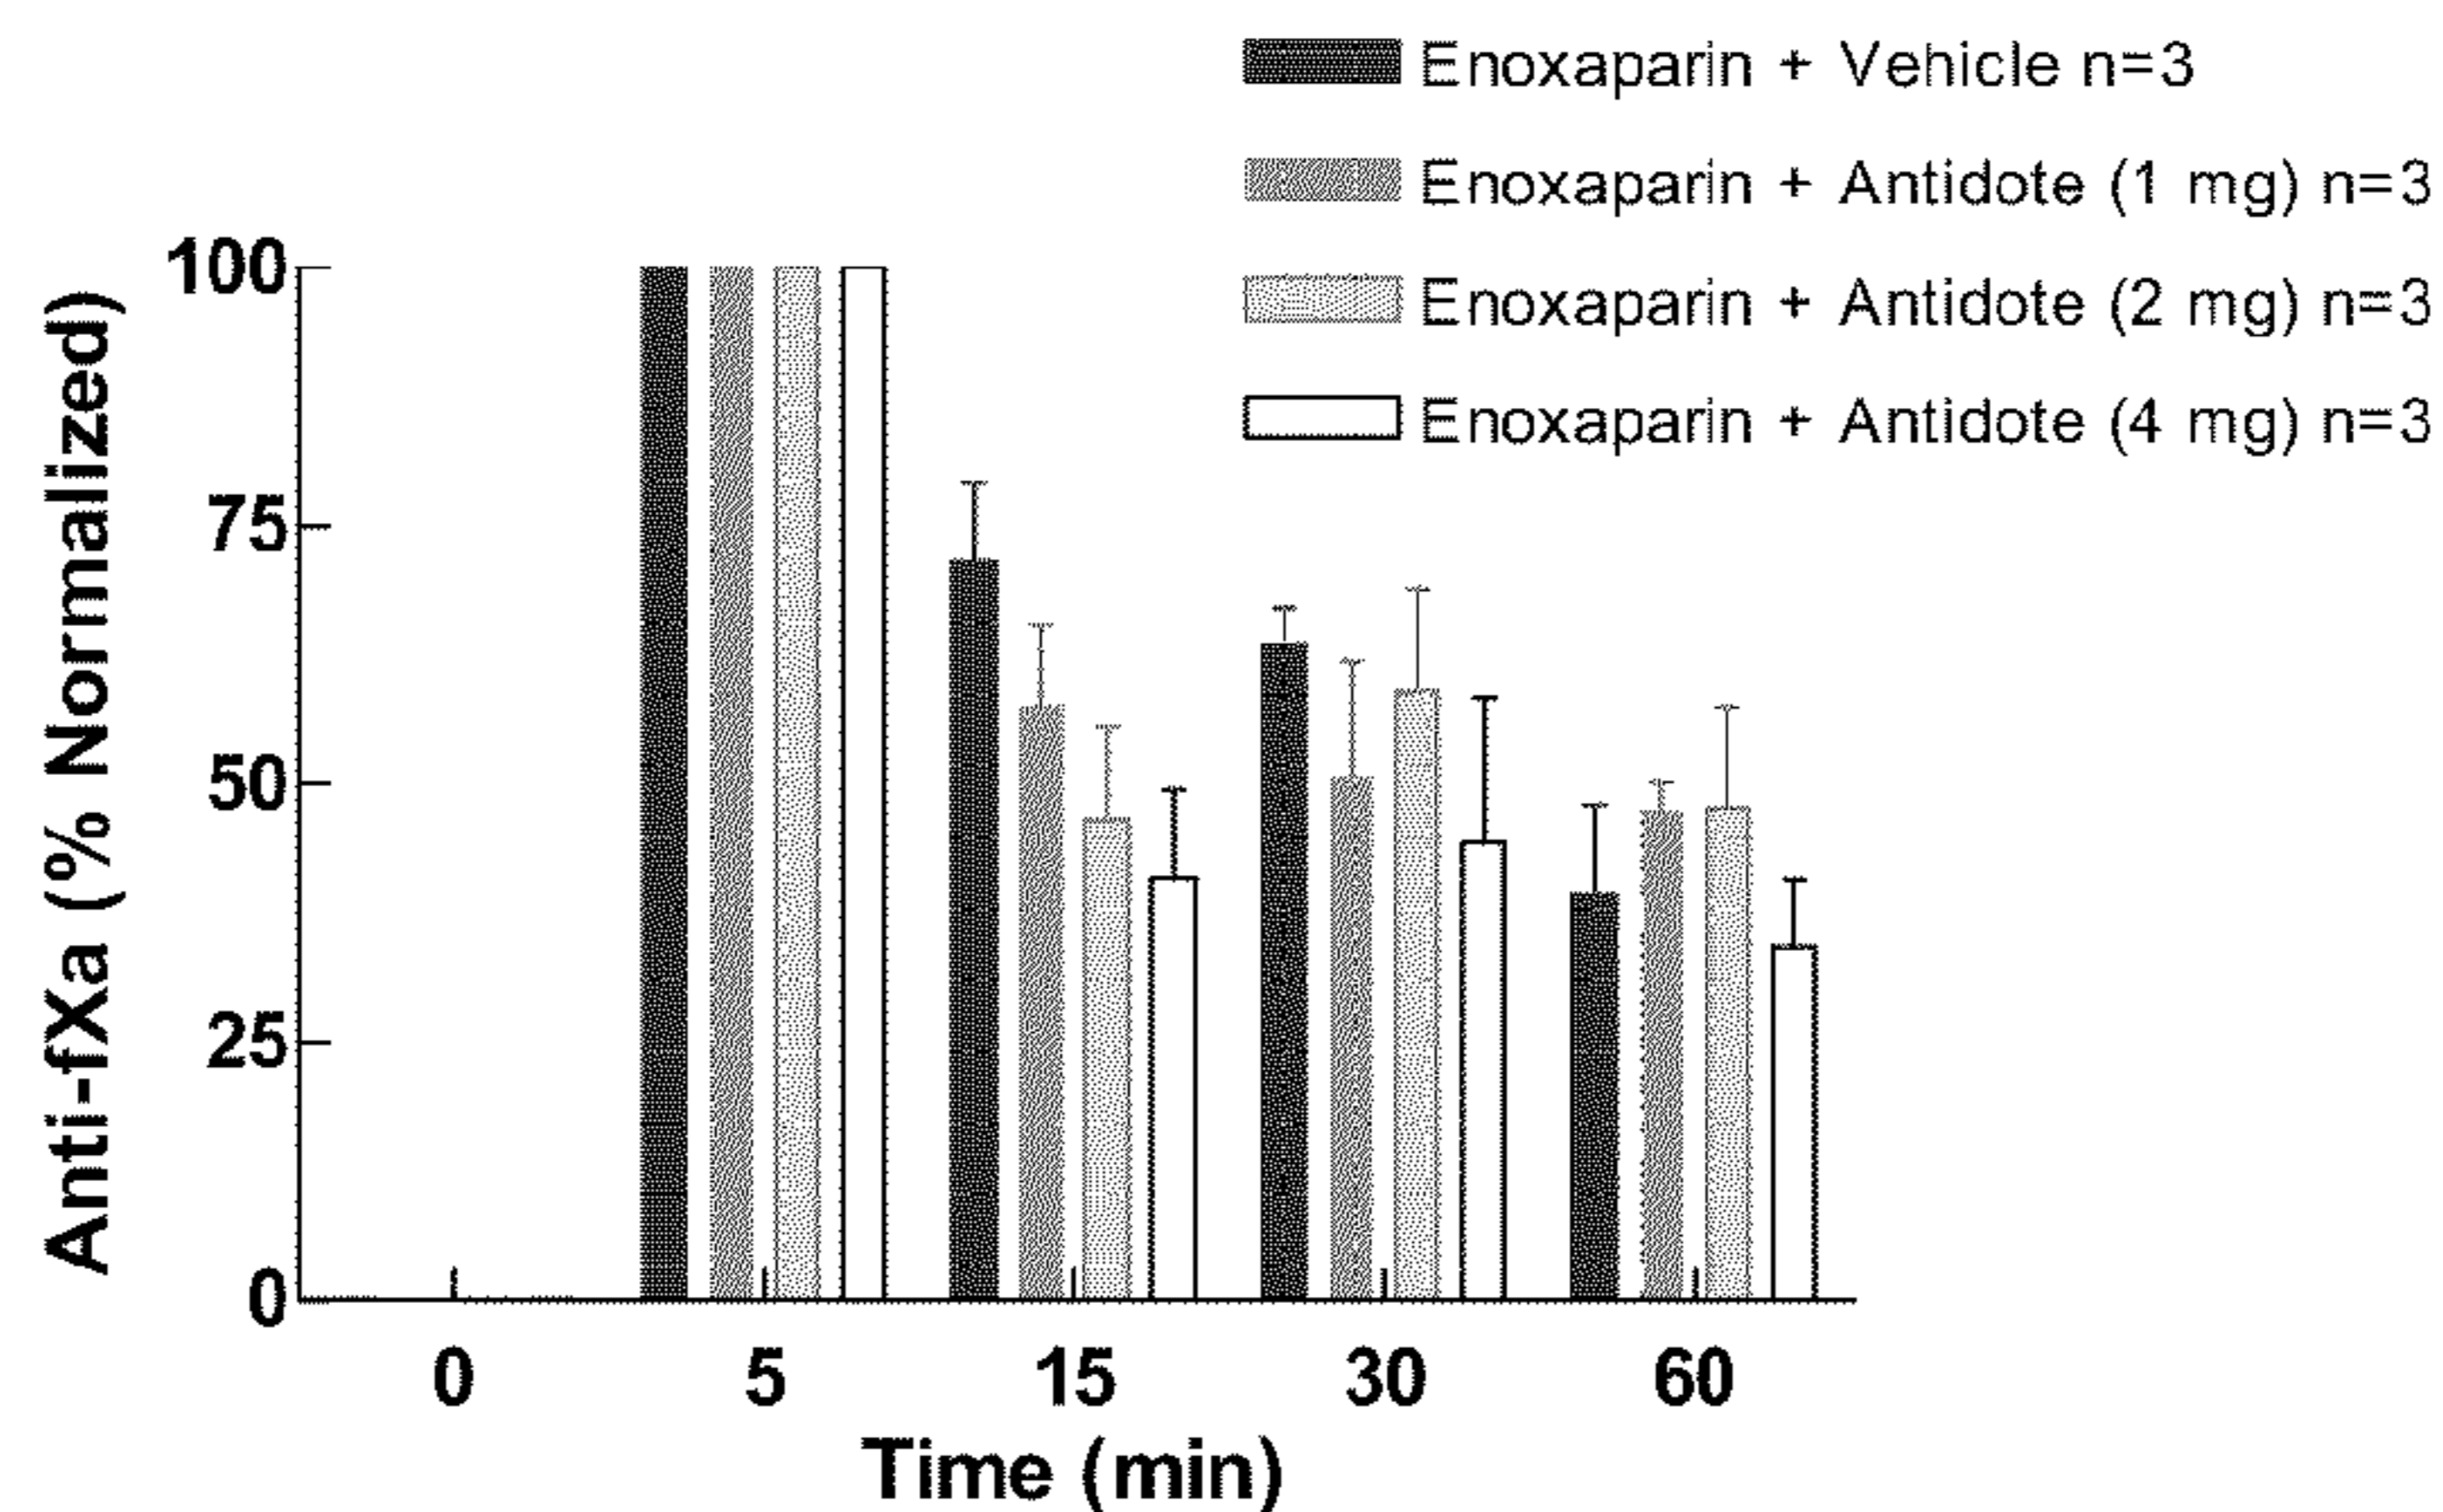 Enoxaparin + Vehicle n=3
Enoxaparin + Antidote (1 mg) n=3
Enoxaparin + Antidote (2 mg) n=3
Enoxaparin + Antidote (4 mg) n=3
Anti-fXa (% Normalized)
100
75
50
25
0
0 5 15 30 60
Time (min)